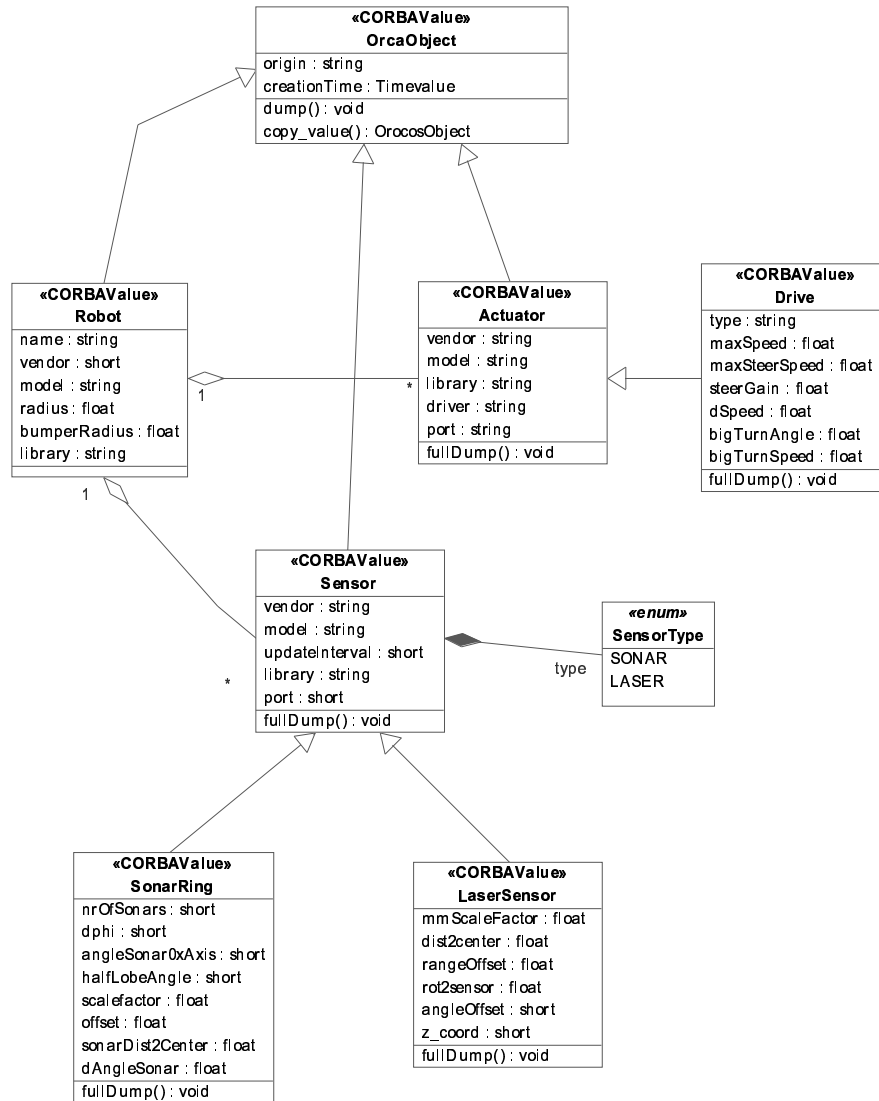 «CORBAValue»
OrcaObject
origin : string
creationTime : Timevalue
dump() : void
copy_value() : OrocosObject
«CORBAValue»
Robot
name : string
vendor : short
model : string
radius : float
bumperRadius : float
library : string
1
1
*
«CORBAValue»
Actuator
vendor : string
model : string
library : string
driver : string
port : string
fullDump() : void
«CORBAValue»
Drive
type : string
maxSpeed : float
maxSteerSpeed : float
steerGain : float
dSpeed : float
bigTurnAngle : float
bigTurnSpeed : float
fullDump() : void
«CORBAValue»
Sensor
vendor : string
model : string
updateInterval : short
library : string
port : short
fullDump() : void
*
type
«enum»
SensorType
SONAR
LASER
«CORBAValue»
SonarRing
nrOfSonars : short
dphi : short
angleSonar0xAxis : short
halfLobeAngle : short
scalefactor : float
offset : float
sonarDist2Center : float
dAngleSonar : float
fullDump() : void
«CORBAValue»
LaserSensor
mmScaleFactor : float
dist2center : float
rangeOffset : float
rot2sensor : float
angleOffset : short
z_coord : short
fullDump() : void